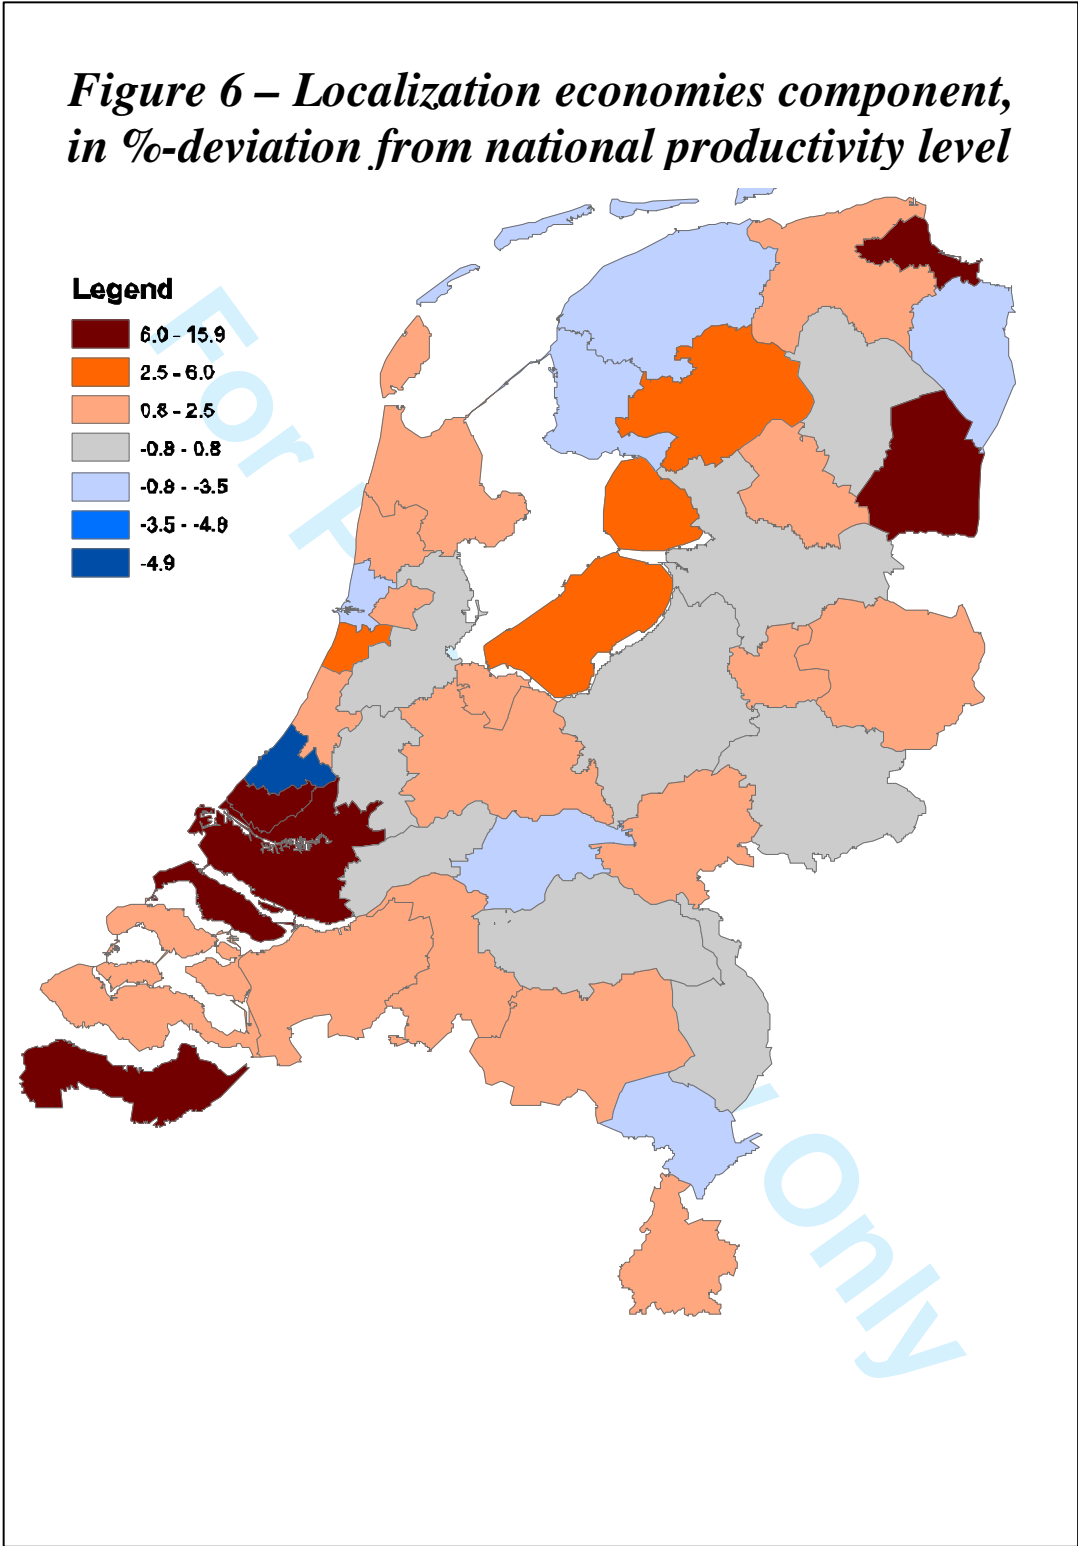 Figure 6 – Localization economies component,
in %-deviation from national productivity level
Legend
6.0 - 15.9
2.5 - 6.0
0.8 - 2.5
-0.8 - 0.8
-0.8 - -3.5
-3.5 - -4.9
-4.9
For P
Only